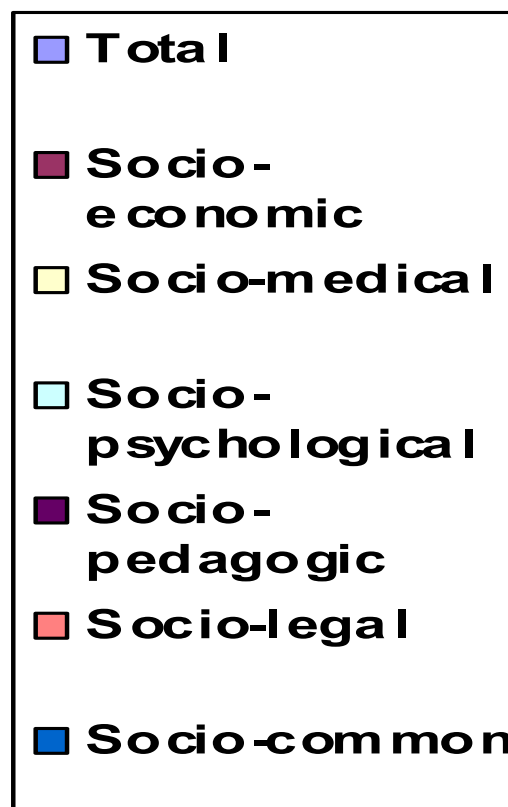 Total
Socio-
economic
Socio-medical
Socio-
psychological
Socio-
pedagogic
Socio-legal
Socio-common